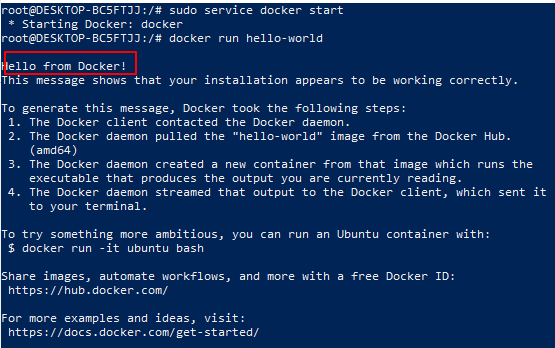 root@DESKTOP-BC5FTJJ:/# sudo service docker start
 * Starting Docker: docker
root@DESKTOP-BC5FTJJ:/# docker run hello-world

Hello from Docker!
This message shows that your installation appears to be working correctly.

To generate this message, Docker took the following steps:
 1. The Docker client contacted the Docker daemon.
 2. The Docker daemon pulled the "hello-world" image from the Docker Hub.
    (amd64)
 3. The Docker daemon created a new container from that image which runs the
    executable that produces the output you are currently reading.
 4. The Docker daemon streamed that output to the Docker client, which sent it
    to your terminal.

To try something more ambitious, you can run an Ubuntu container with:
 $ docker run -it ubuntu bash

Share images, automate workflows, and more with a free Docker ID:
 https://hub.docker.com/

For more examples and ideas, visit:
 https://docs.docker.com/get-started/